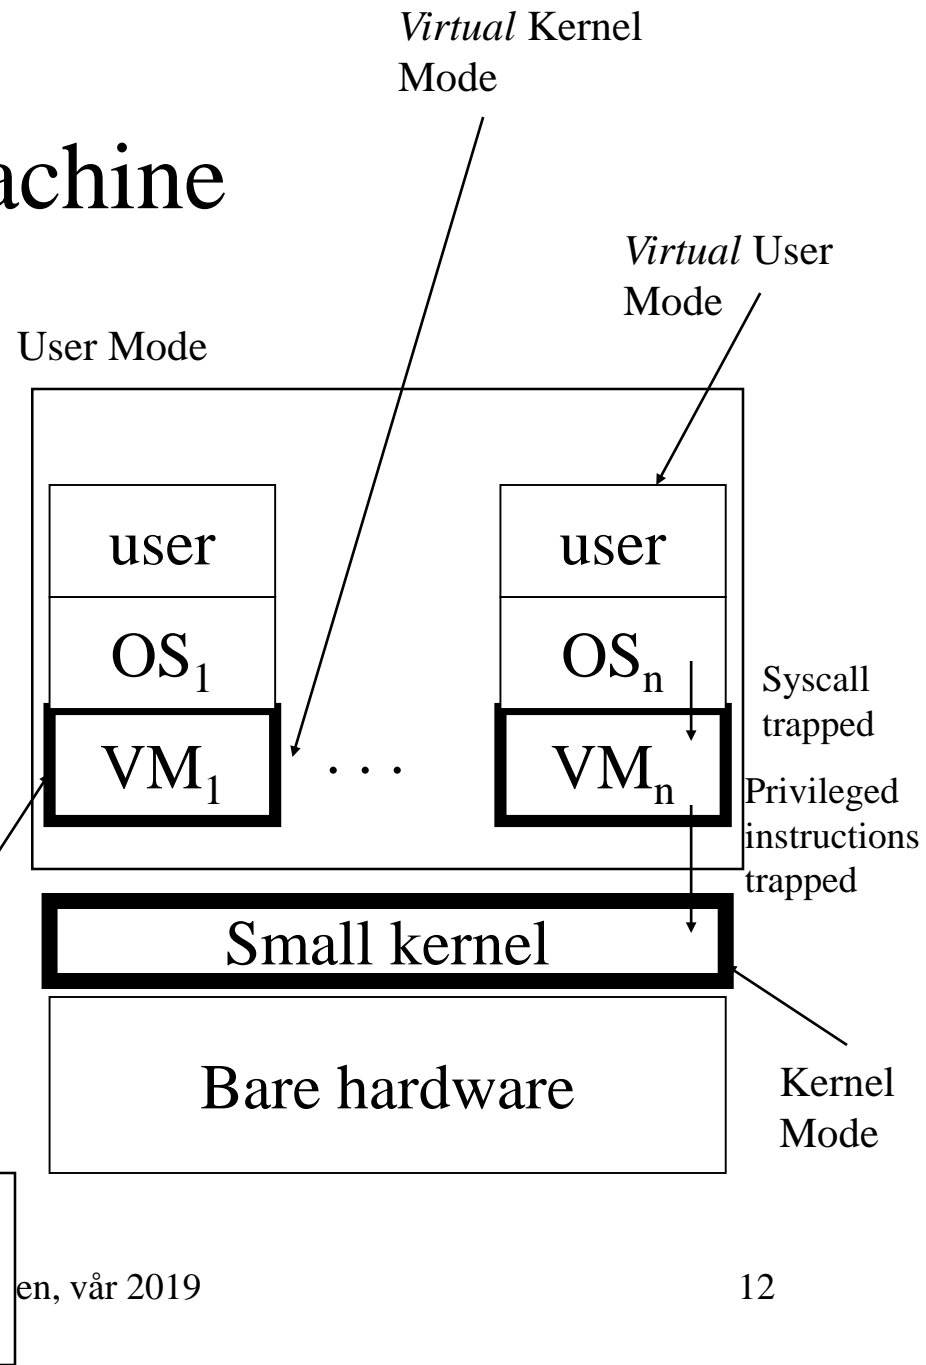 Virtual Kernel
Mode
achine
Virtual User
Mode
User Mode
user
user
OS1
OSn
Syscall
trapped
VM1
. . .
VMn
Privileged
instructions
trapped
Small kernel
Bare hardware
Kernel
Mode
en, vår 2019
12